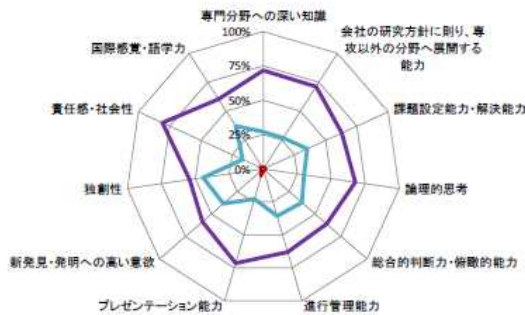 専門分野への深い知識
会社の研究方針に則り、専
攻以外の分野へ展開する
能力
課題設定能力・解決能力
論理的思考
総合的判断力・俯瞰的能力
進行管理能力
プレゼンテーション能力
新発見・発明への高い意欲
独創性
責任感・社会性
国際感覚・語学力
100%
75%
50%
25%
0%